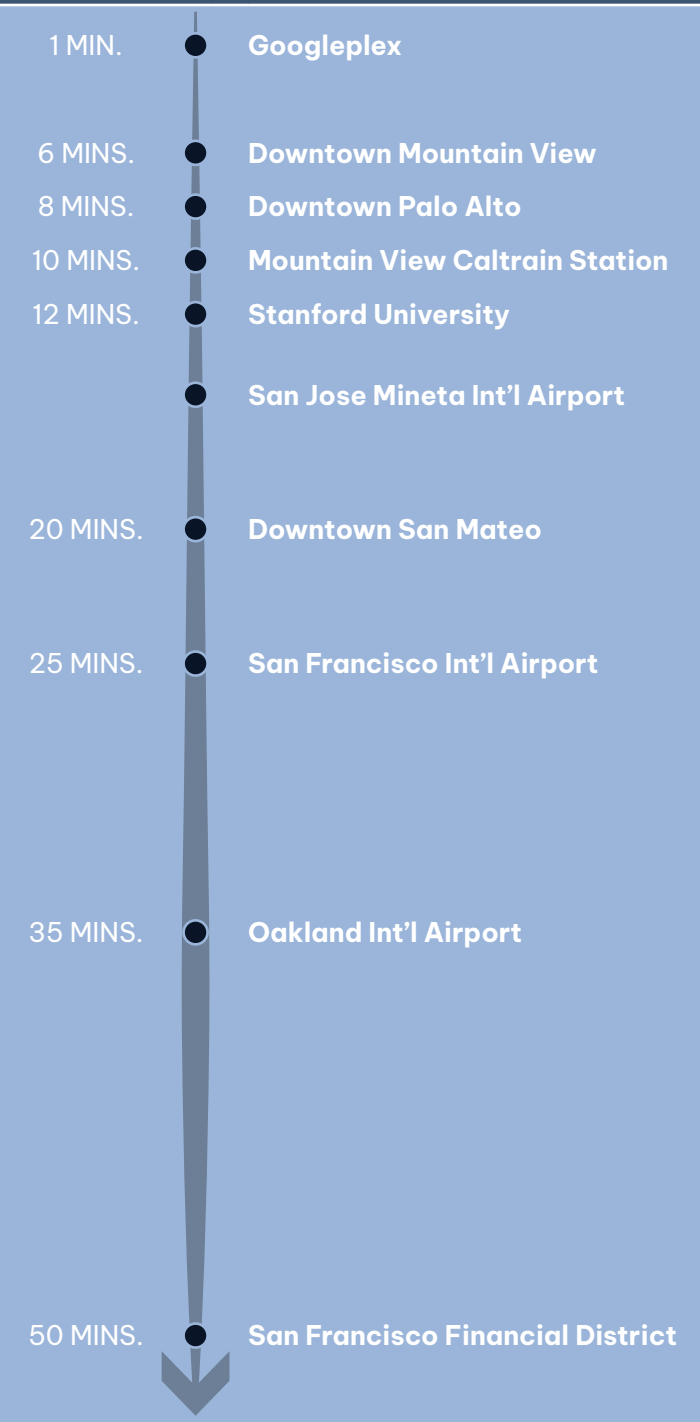 1 MIN. Googleplex
6 MINS. Downtown Mountain View
8 MINS. Downtown Palo Alto
10 MINS. Mountain View Caltrain Station
12 MINS. Stanford University
San Jose Mineta Int’l Airport
20 MINS. Downtown San Mateo
25 MINS. San Francisco Int’l Airport
35 MINS. Oakland Int’l Airport
50 MINS. San Francisco Financial District